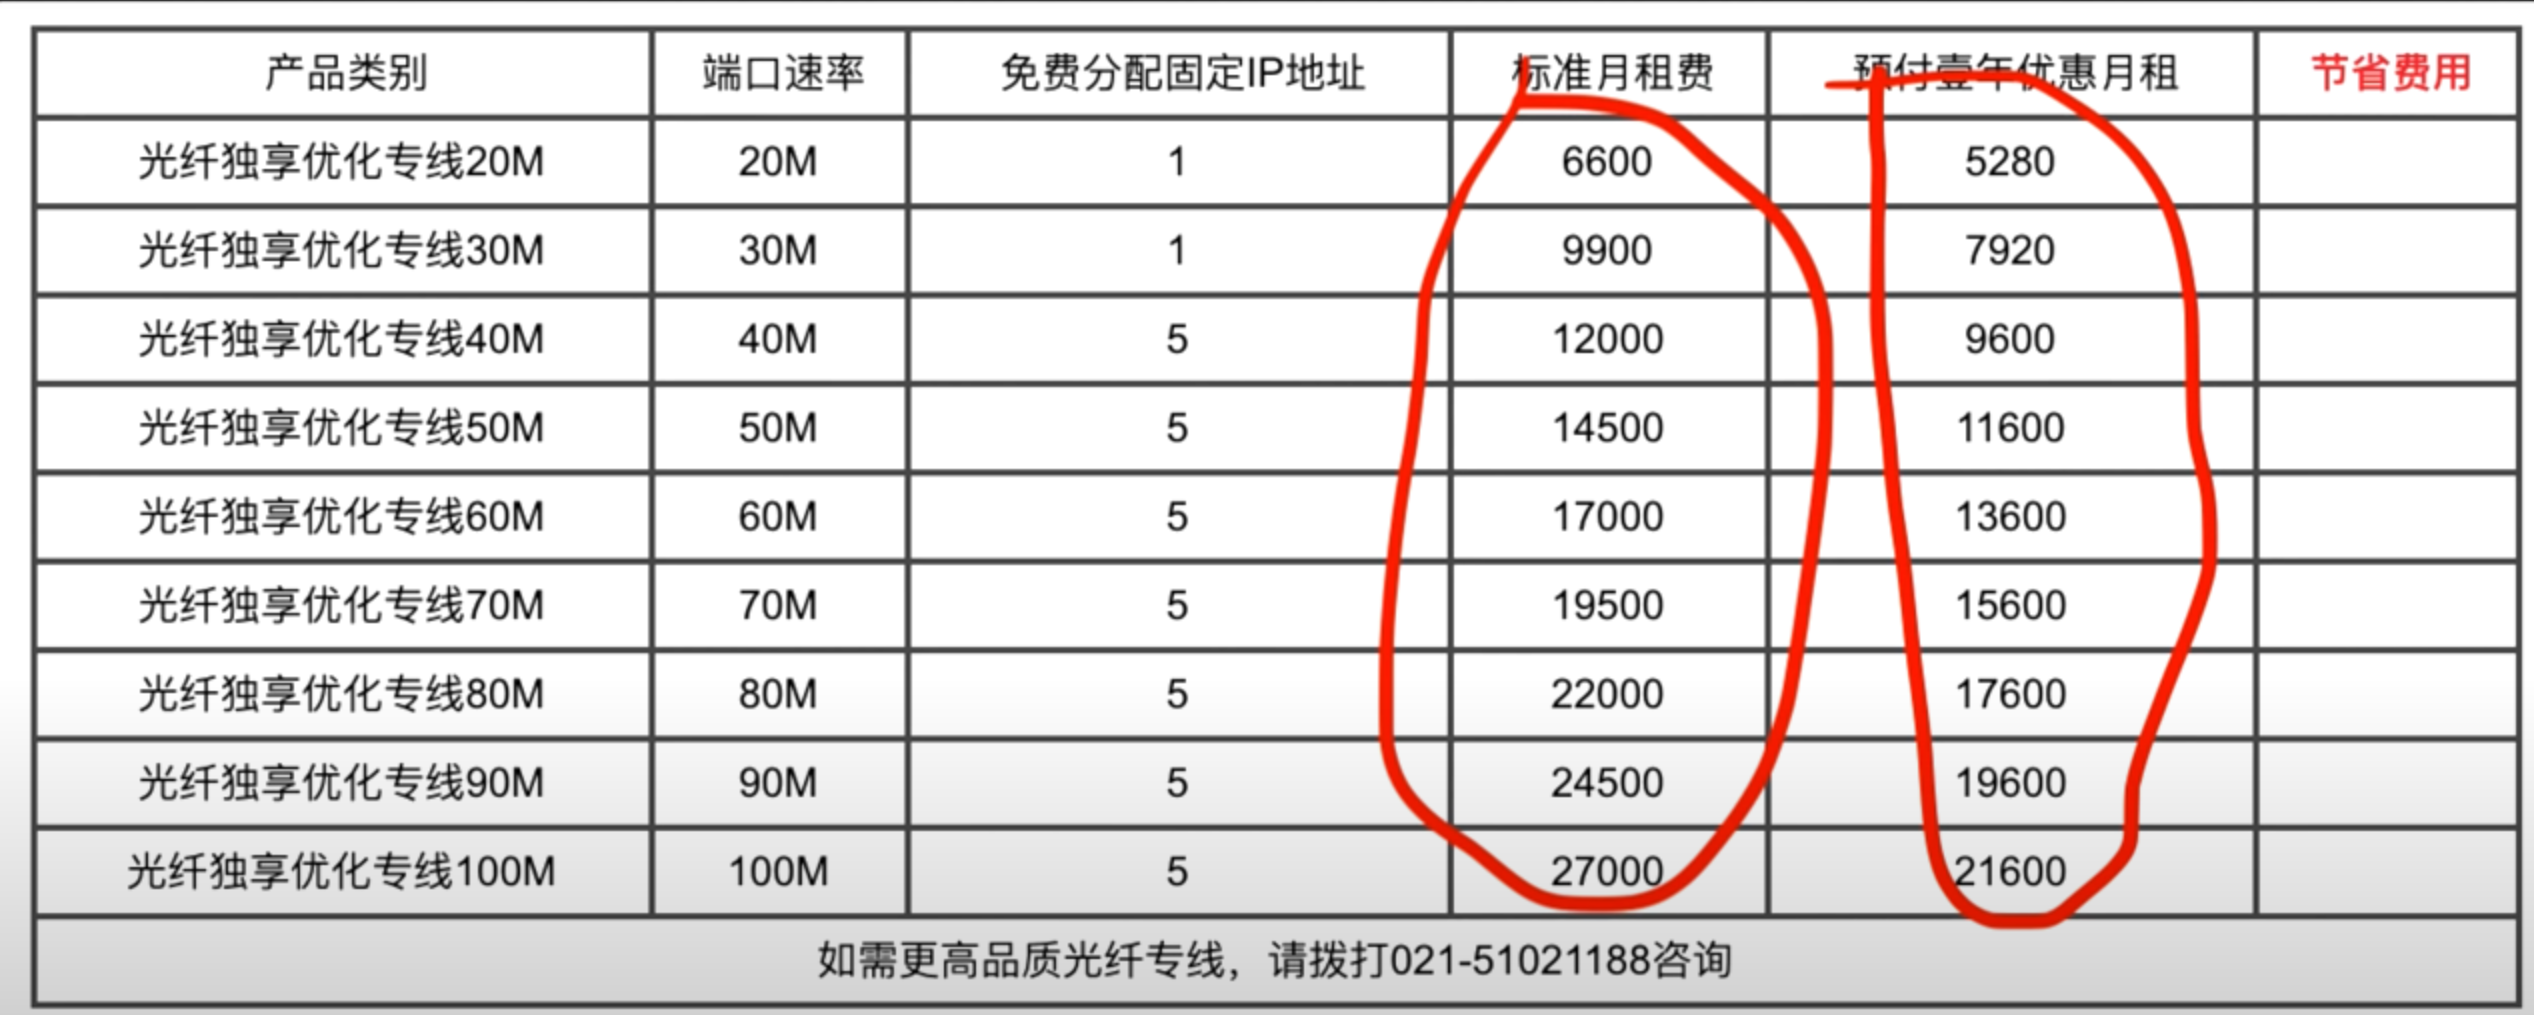 产品类别 端口速率 免费分配固定IP地址 标准月租费 预付壹年优惠月租 节省费用
光纤独享优化专线20M 20M 1 6600 5280
光纤独享优化专线30M 30M 1 9900 7920
光纤独享优化专线40M 40M 5 12000 9600
光纤独享优化专线50M 50M 5 14500 11600
光纤独享优化专线60M 60M 5 17000 13600
光纤独享优化专线70M 70M 5 19500 15600
光纤独享优化专线80M 80M 5 22000 17600
光纤独享优化专线90M 90M 5 24500 19600
光纤独享优化专线100M 100M 5 27000 21600
如需更高品质光纤专线，请拨打021-51021188咨询